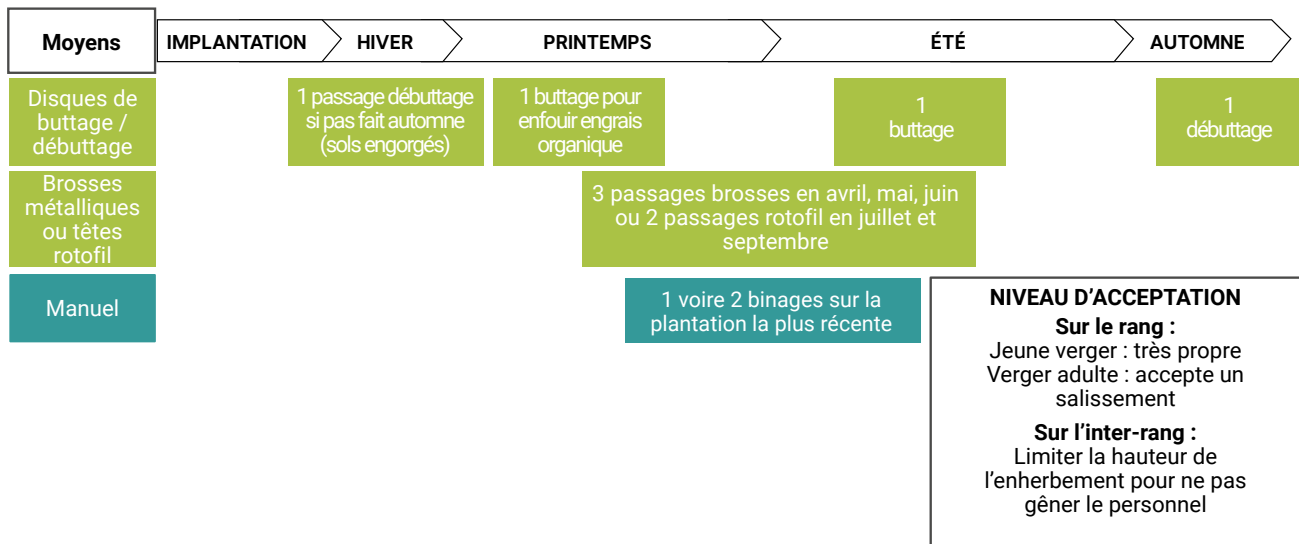 Moyens
IMPLANTATION
HIVER
PRINTEMPS
ÉTÉ
AUTOMNE
Disques de
buttage /
débuttage
1 passage débuttage
si pas fait automne
(sols engorgés)
1 buttage pour
enfouir engrais
organique
1
buttage
1
débuttage
Brosses
métalliques
ou têtes
rotofil
3 passages brosses en avril, mai, juin
ou 2 passages rotofil en juillet et
septembre
Manuel
1 voire 2 binages sur la
plantation la plus récente
NIVEAU D’ACCEPTATION
Sur le rang :
Jeune verger : très propre
Verger adulte : accepte un
salissement
Sur l’inter-rang :
Limiter la hauteur de
l’enherbement pour ne pas
gêner le personnel